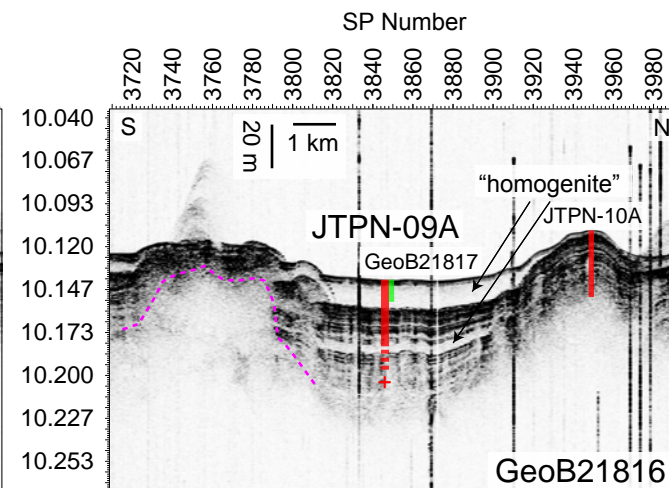 SP Number
3720 3740 3760 3780 3800 3820 3840 3860 3880 3900 3920 3940 3960 3980
10.040
10.067
10.093
10.120
10.147
10.173
10.200
10.227
10.253
S
N
20 m
1 km
“homogenite”
JTPN-09A
JTPN-10A
GeoB21817
GeoB21816